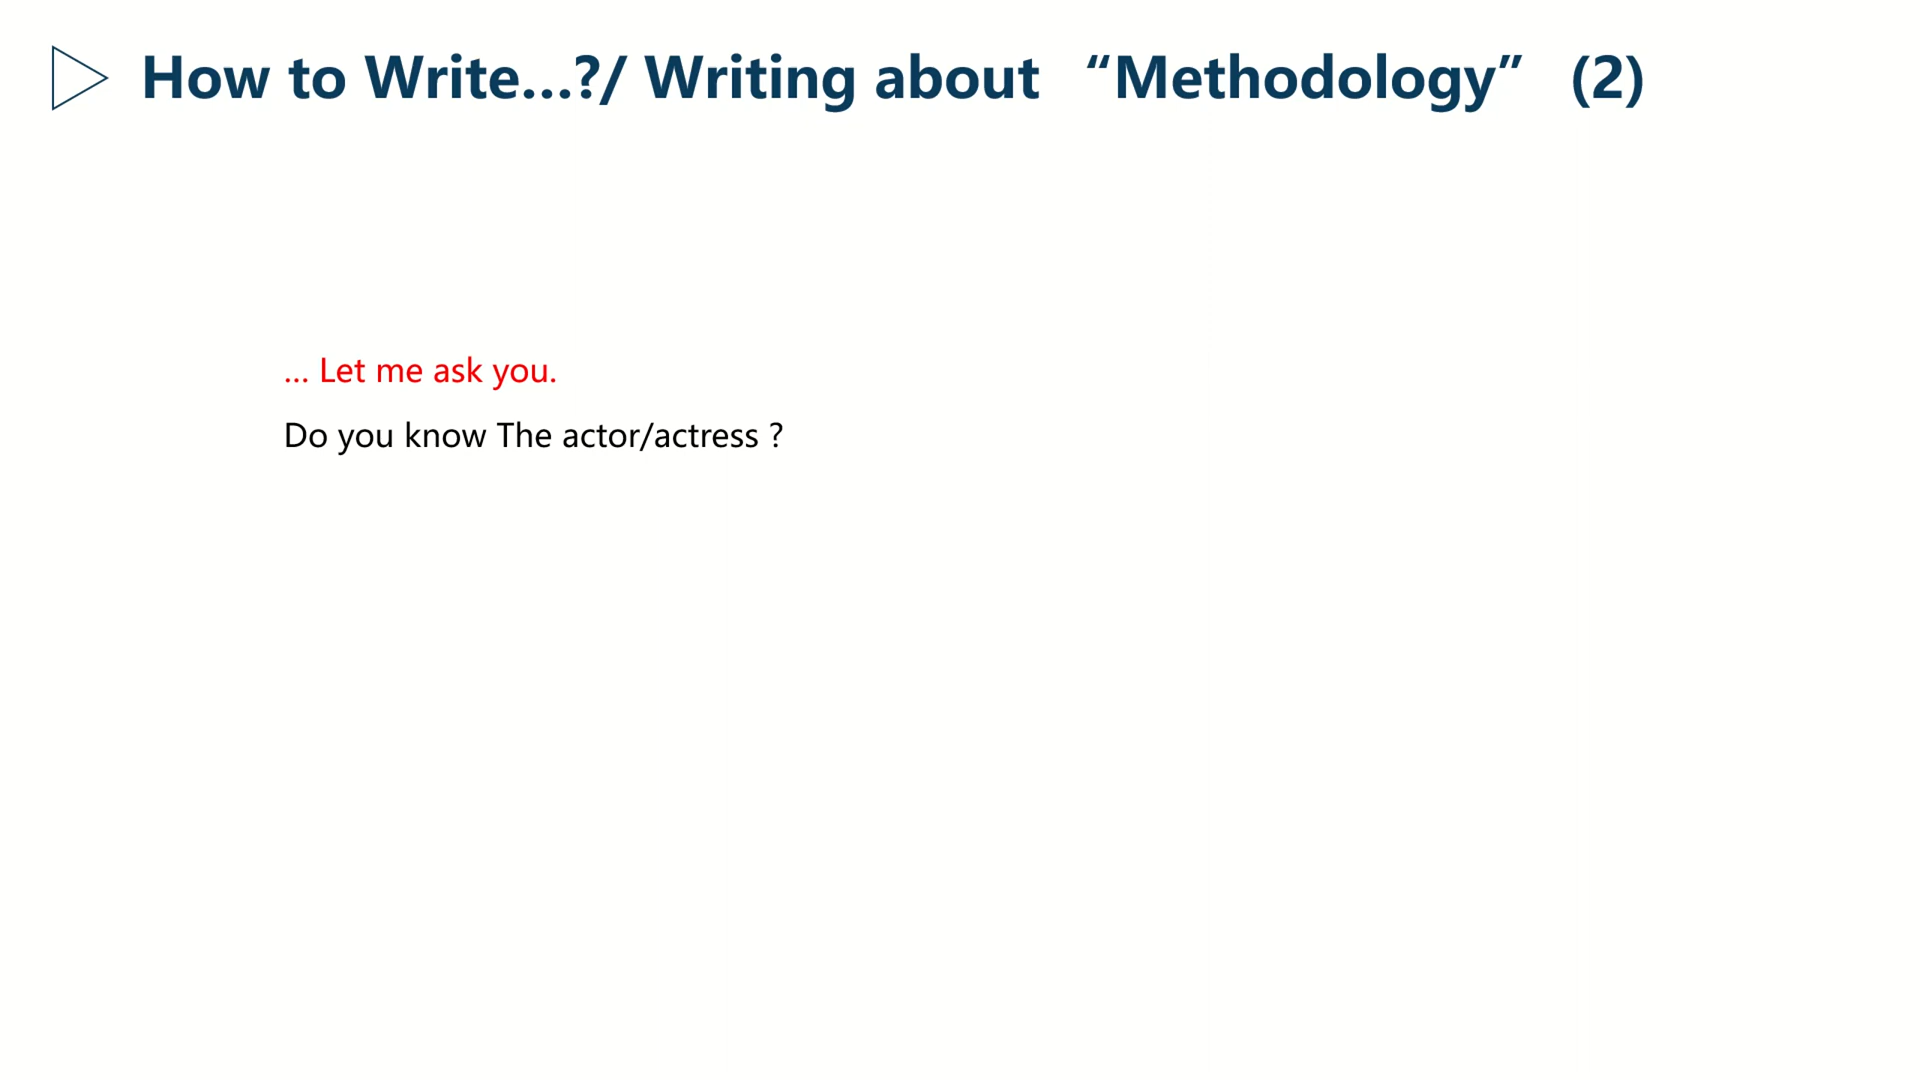 How to Write...?/ Writing about “Methodology” (2)
... Let me ask you.
Do you know The actor/actress ?